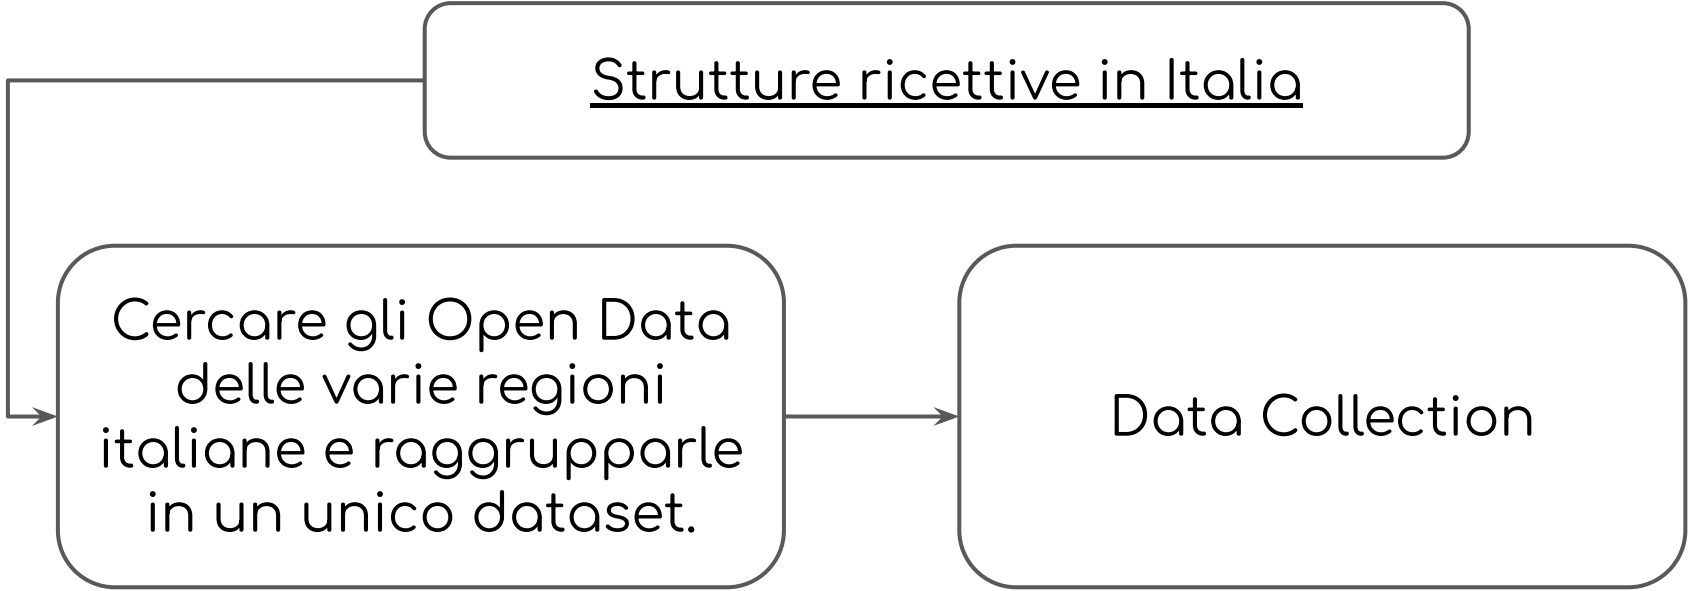 Strutture ricettive in Italia
Cercare gli Open Data
delle varie regioni
italiane e raggrupparle
in un unico dataset.
Data Collection